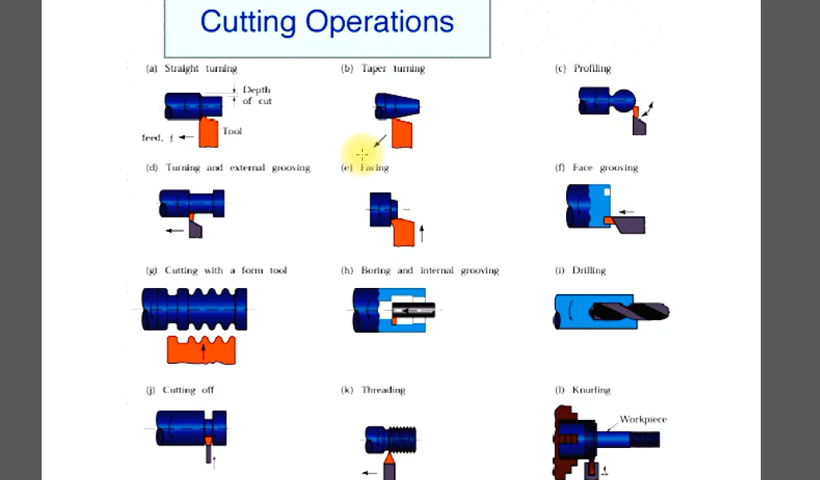 Cutting Operations
(a) Straight turning
(b) Taper turning
(c) Profiling
Depth
of cut
feed, f
Tool
(d) Turning and external grooving
(e) Facing
(f) Face grooving
(g) Cutting with a form tool
(h) Boring and internal grooving
(i) Drilling
(j) Cutting off
(k) Threading
(l) Knurling
Workpiece